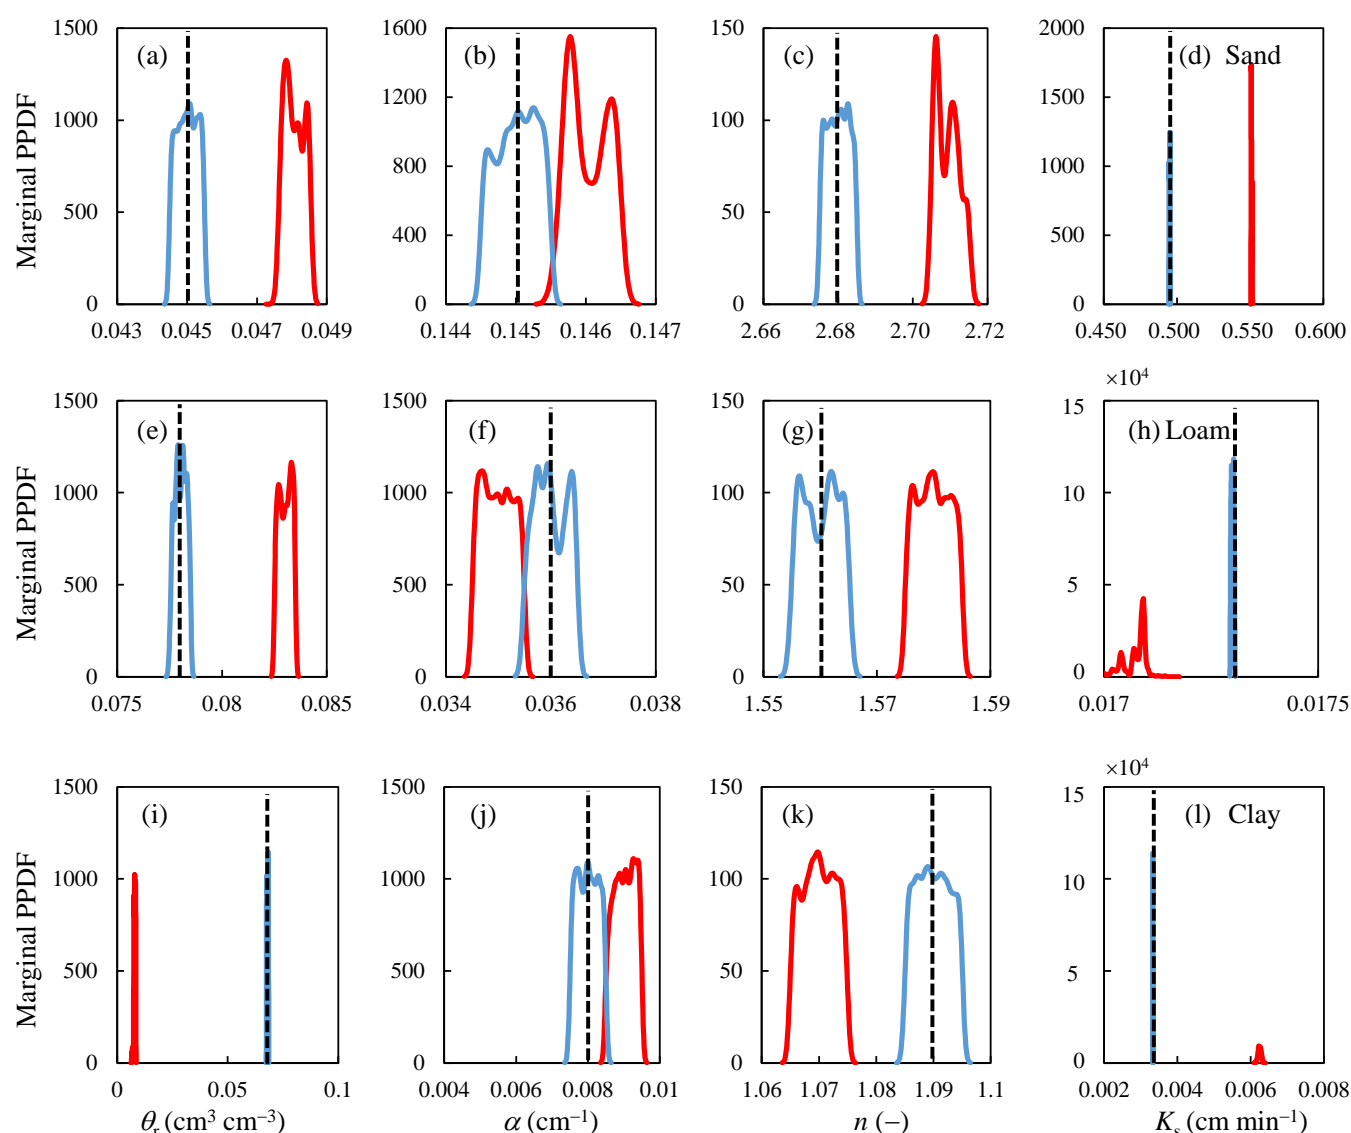 1500 (a) 1600 (b) 150 (c) 2000 (d) Sand
Marginal PPDF
1000 1200 100 1500
800 1000
500 50
400 500
0 0 0 0
0.043 0.045 0.047 0.049 0.144 0.145 0.146 0.147 2.66 2.68 2.70 2.72 0.450 0.500 0.550 0.600
×10⁴
1500 (e) 1500 (f) 150 (g) 15 (h) Loam
Marginal PPDF
1000 1000 100 10
500 500 50 5
0 0 0 0
0.075 0.08 0.085 0.034 0.036 0.038 1.55 1.57 1.59 0.017 0.0175
×10⁴
1500 (i) 1500 (j) 150 (k) 15 (l) Clay
Marginal PPDF
1000 1000 100 10
500 500 50 5
0 0 0 0
0 0.05 0.1 0.004 0.006 0.008 0.01 1.06 1.07 1.08 1.09 1.1 0.002 0.004 0.006 0.008
θᵣ (cm³ cm⁻³) α (cm⁻¹) n (–) Kₛ (cm min⁻¹)